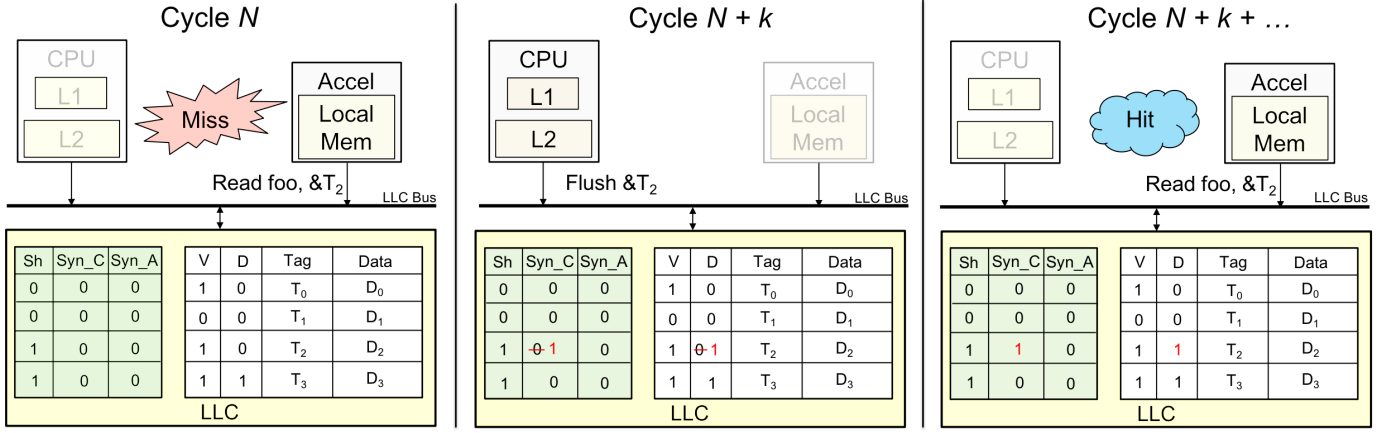 Cycle N
CPU
L1
L2
Miss
Accel
Local
Mem
Read foo, &T2
LLC Bus
Sh Syn_C Syn_A V D Tag Data
0 0 0 1 0 T0 D0
0 0 0 0 0 T1 D1
1 0 0 1 0 T2 D2
1 0 0 1 1 T3 D3
LLC
Cycle N + k
CPU
L1
L2
Accel
Local
Mem
Flush &T2
LLC Bus
Sh Syn_C Syn_A V D Tag Data
0 0 0 1 0 T0 D0
0 0 0 0 0 T1 D1
1 0 1 0 1 0 1 T2 D2
1 0 0 1 1 T3 D3
LLC
Cycle N + k + …
CPU
L1
L2
Hit
Accel
Local
Mem
Read foo, &T2
LLC Bus
Sh Syn_C Syn_A V D Tag Data
0 0 0 1 0 T0 D0
0 0 0 0 0 T1 D1
1 1 0 1 1 T2 D2
1 0 0 1 1 T3 D3
LLC